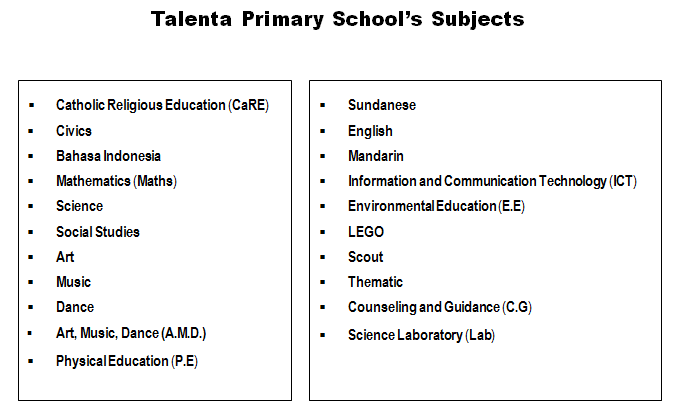 Talenta Primary School’s Subjects
▪ Catholic Religious Education (CaRE)
▪ Civics
▪ Bahasa Indonesia
▪ Mathematics (Maths)
▪ Science
▪ Social Studies
▪ Art
▪ Music
▪ Dance
▪ Art, Music, Dance (A.M.D.)
▪ Physical Education (P.E)
▪ Sundanese
▪ English
▪ Mandarin
▪ Information and Communication Technology (ICT)
▪ Environmental Education (E.E)
▪ LEGO
▪ Scout
▪ Thematic
▪ Counseling and Guidance (C.G)
▪ Science Laboratory (Lab)